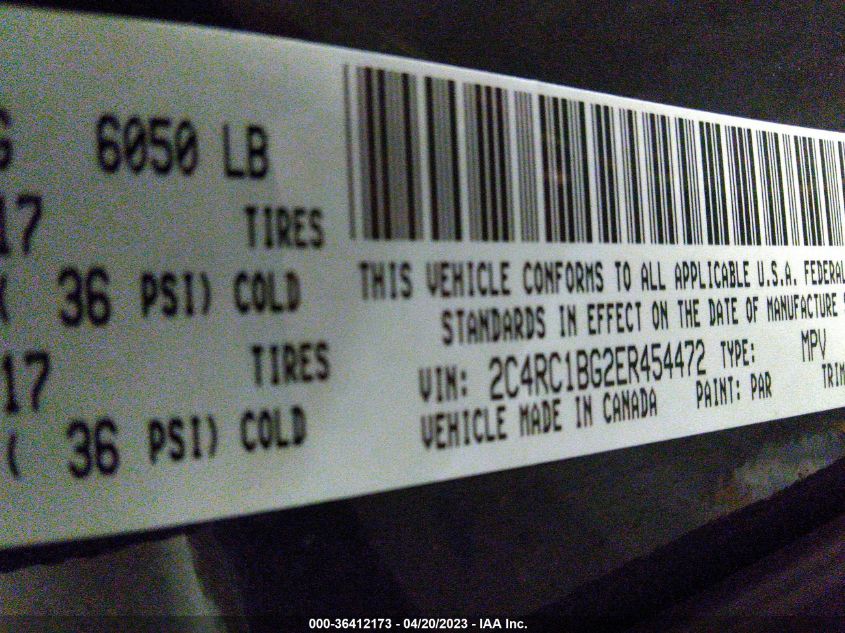 6050 LB
17 TIRES
36 PSI) COLD
17 TIRES
( 36 PSI) COLD
THIS VEHICLE CONFORMS TO ALL APPLICABLE U.S.A. FEDERAL
STANDARDS IN EFFECT ON THE DATE OF MANUFACTURE
VIN: 2C4RC1BG2ER454472 TYPE: MPV
VEHICLE MADE IN CANADA PAINT: PAR TRIM
000-36412173 - 04/20/2023 - IAA Inc.